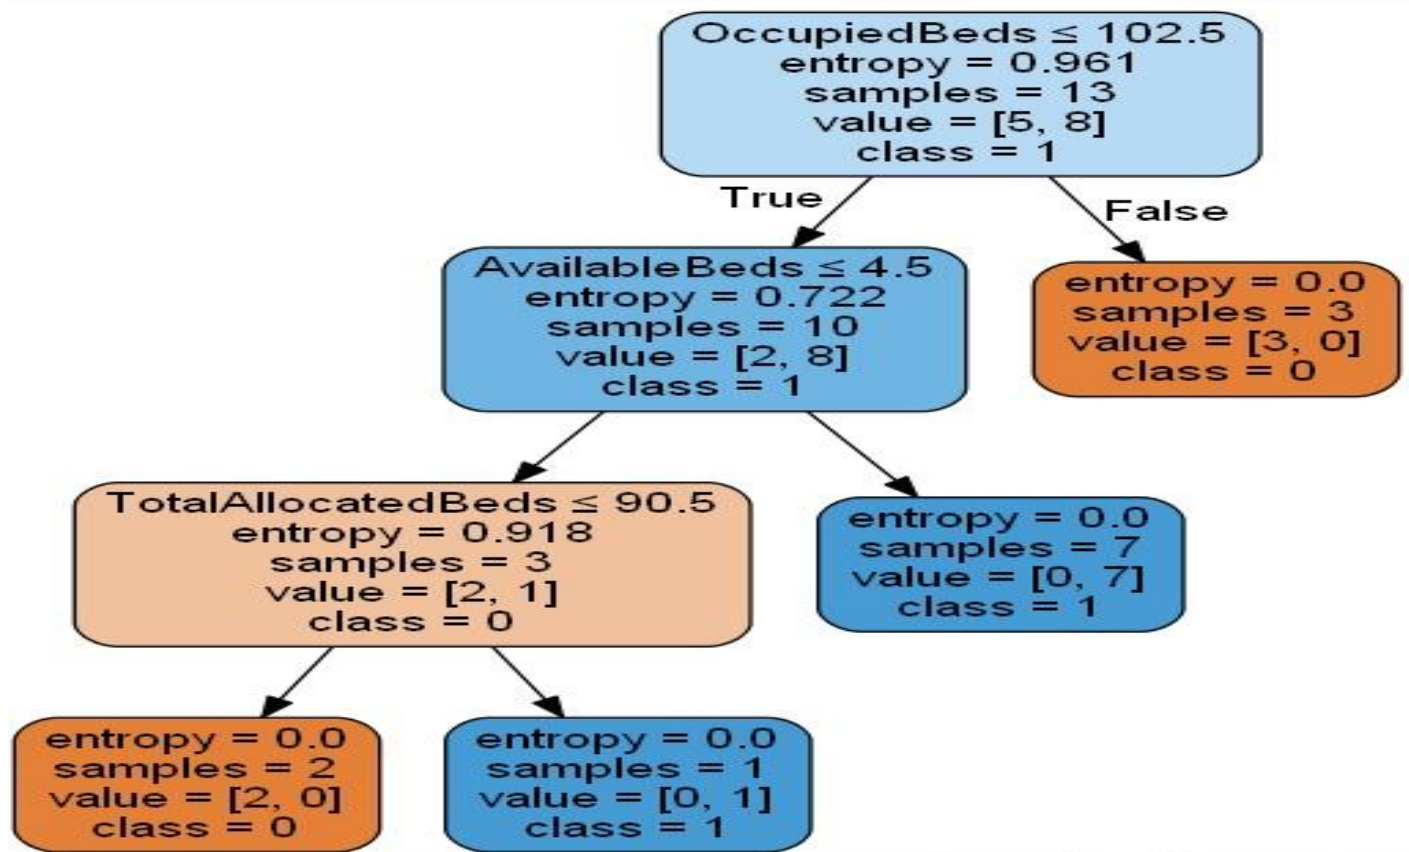 OccupiedBeds ≤ 102.5
entropy = 0.961
samples = 13
value = [5, 8]
class = 1
True
False
AvailableBeds ≤ 4.5
entropy = 0.722
samples = 10
value = [2, 8]
class = 1
entropy = 0.0
samples = 3
value = [3, 0]
class = 0
TotalAllocatedBeds ≤ 90.5
entropy = 0.918
samples = 3
value = [2, 1]
class = 0
entropy = 0.0
samples = 7
value = [0, 7]
class = 1
entropy = 0.0
samples = 2
value = [2, 0]
class = 0
entropy = 0.0
samples = 1
value = [0, 1]
class = 1